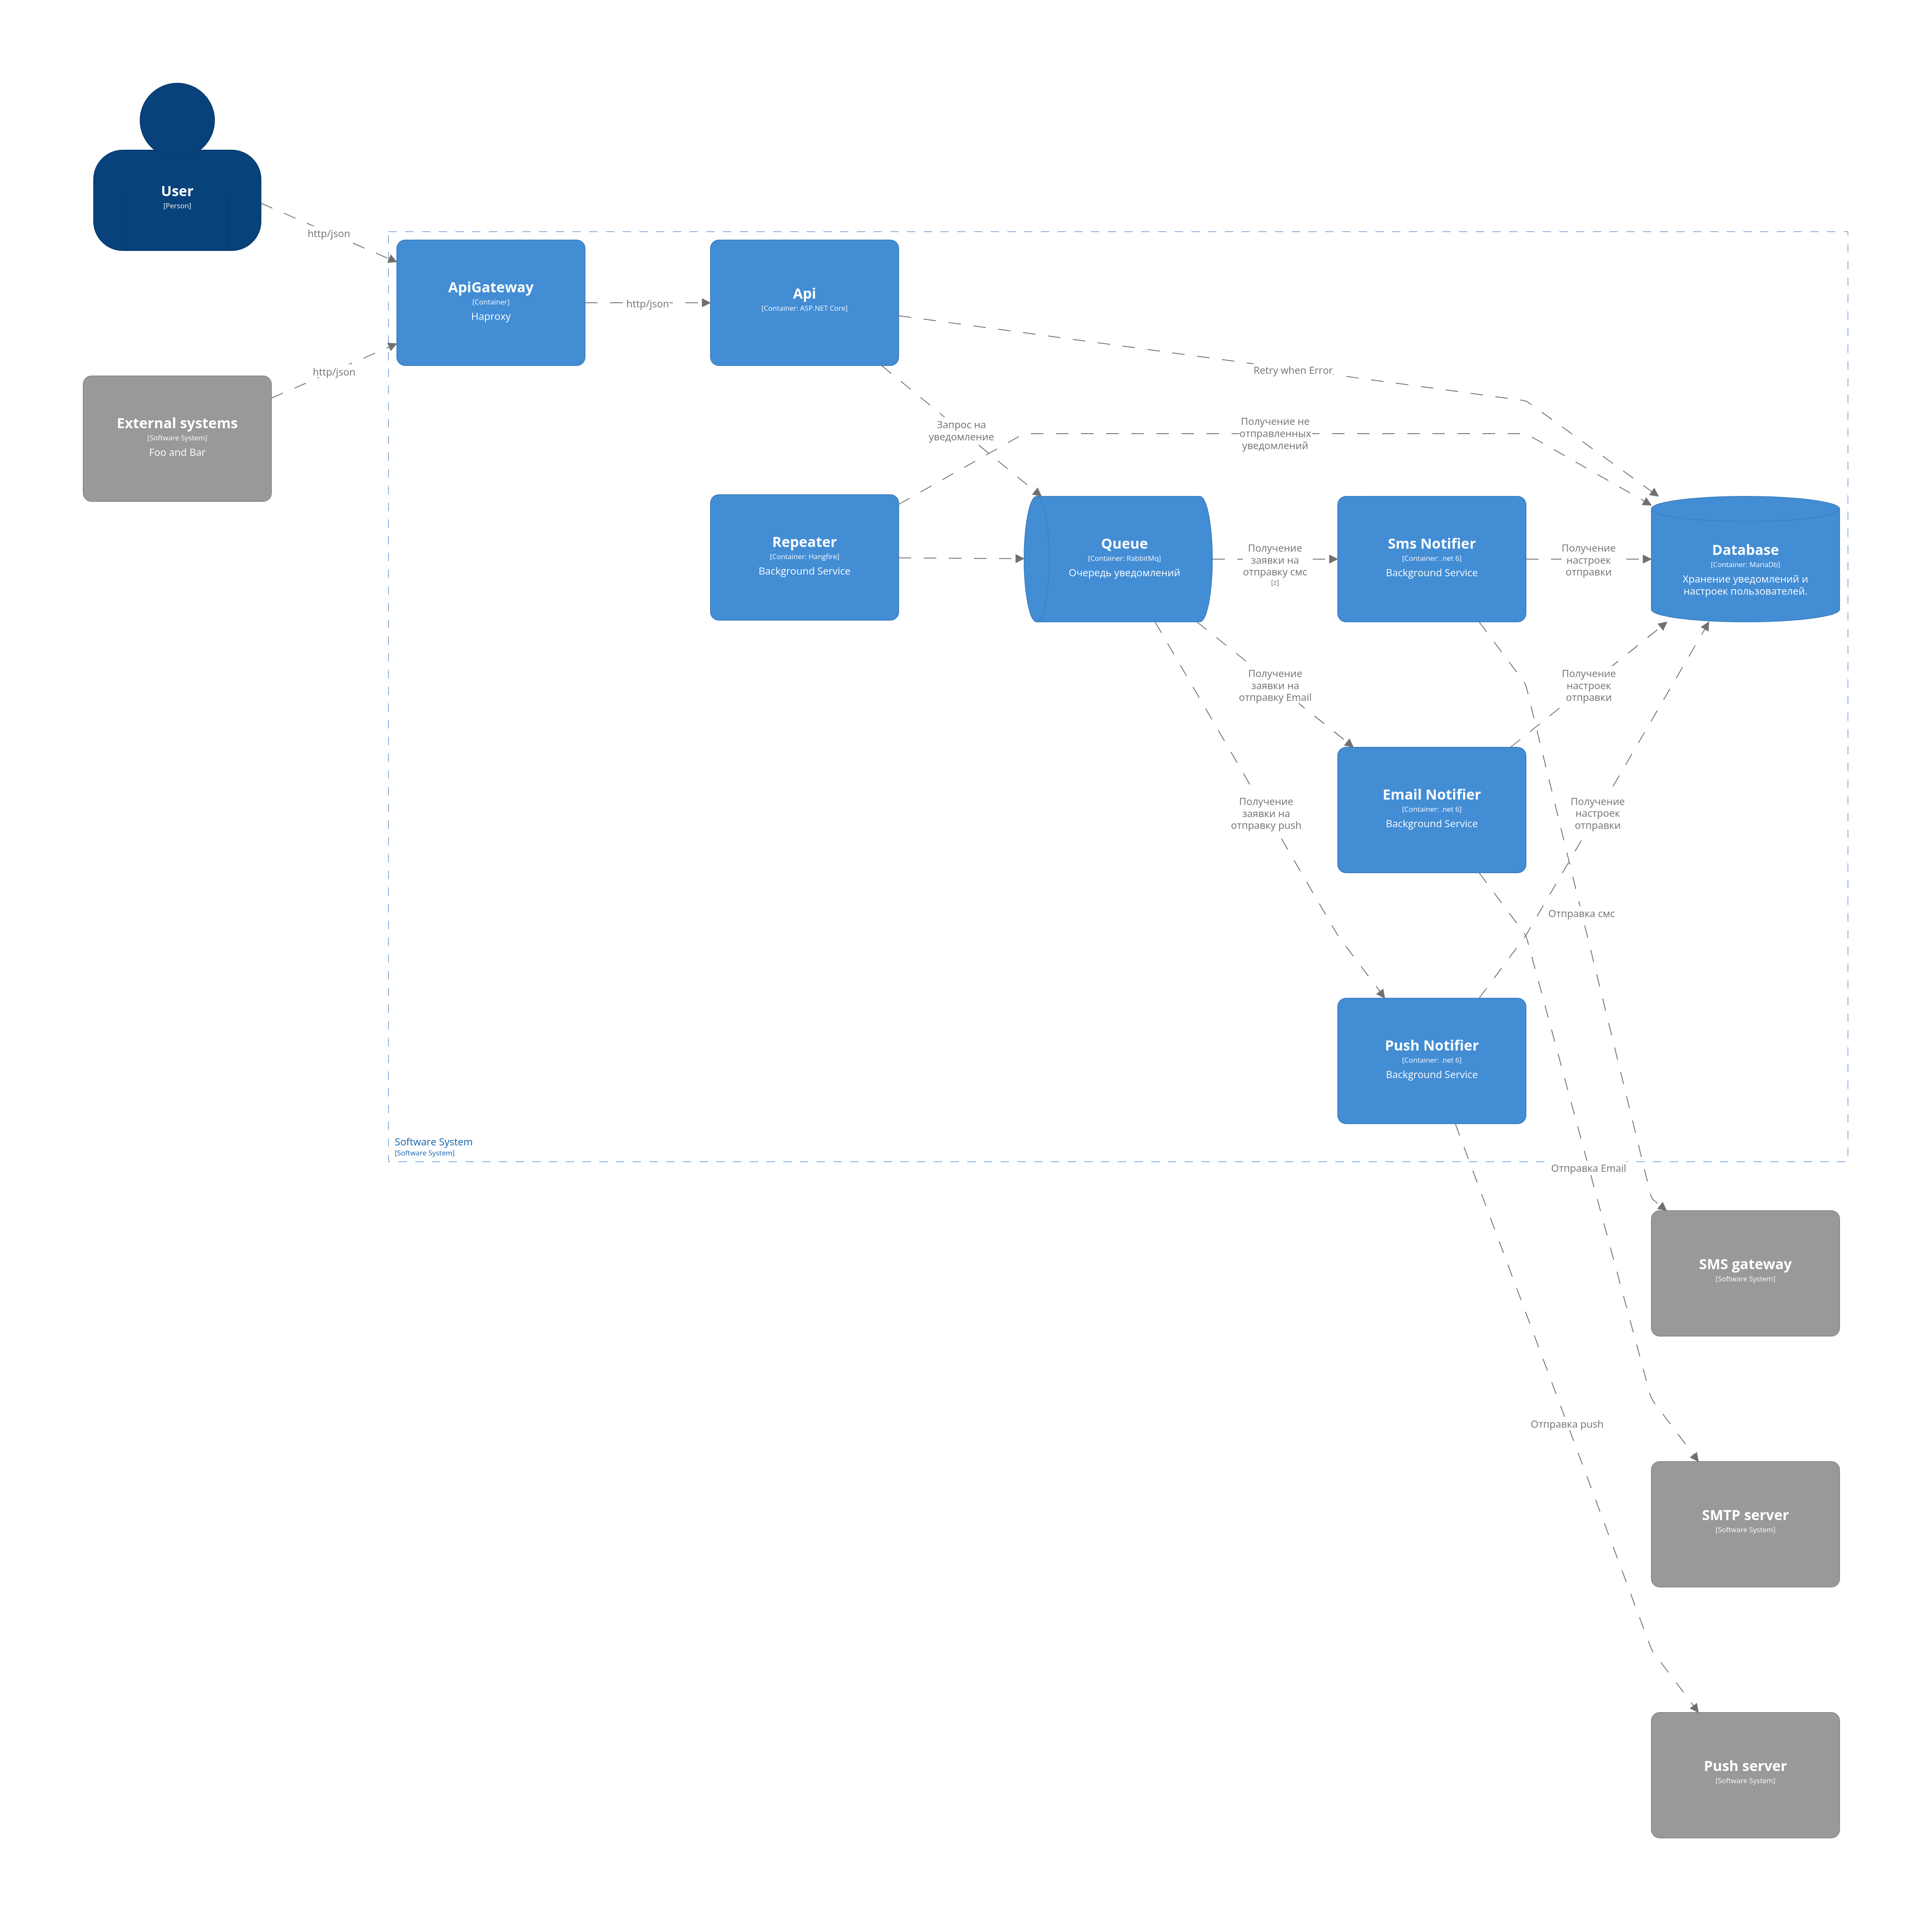 User
[Person]
http/json
ApiGateway
[Container]
Haproxy
http/json
Api
[Container: ASP.NET Core]
http/json
External systems
[Software System]
Foo and Bar
Retry when Error
Запрос на
уведомление
Получение не
отправленных
уведомлений
Repeater
[Container: Hangfire]
Background Service
Queue
[Container: RabbitMq]
Очередь уведомлений
Получение
заявки на
отправку смс
[z]
Sms Notifier
[Container: .net 6]
Background Service
Получение
настроек
отправки
Database
[Container: MariaDb]
Хранение уведомлений и
настроек пользователей.
Получение
заявки на
отправку Email
Получение
настроек
отправки
Email Notifier
[Container: .net 6]
Background Service
Получение
заявки на
отправку push
Получение
настроек
отправки
Отправка смс
Push Notifier
[Container: .net 6]
Background Service
Software System
[Software System]
Отправка Email
SMS gateway
[Software System]
Отправка push
SMTP server
[Software System]
Push server
[Software System]